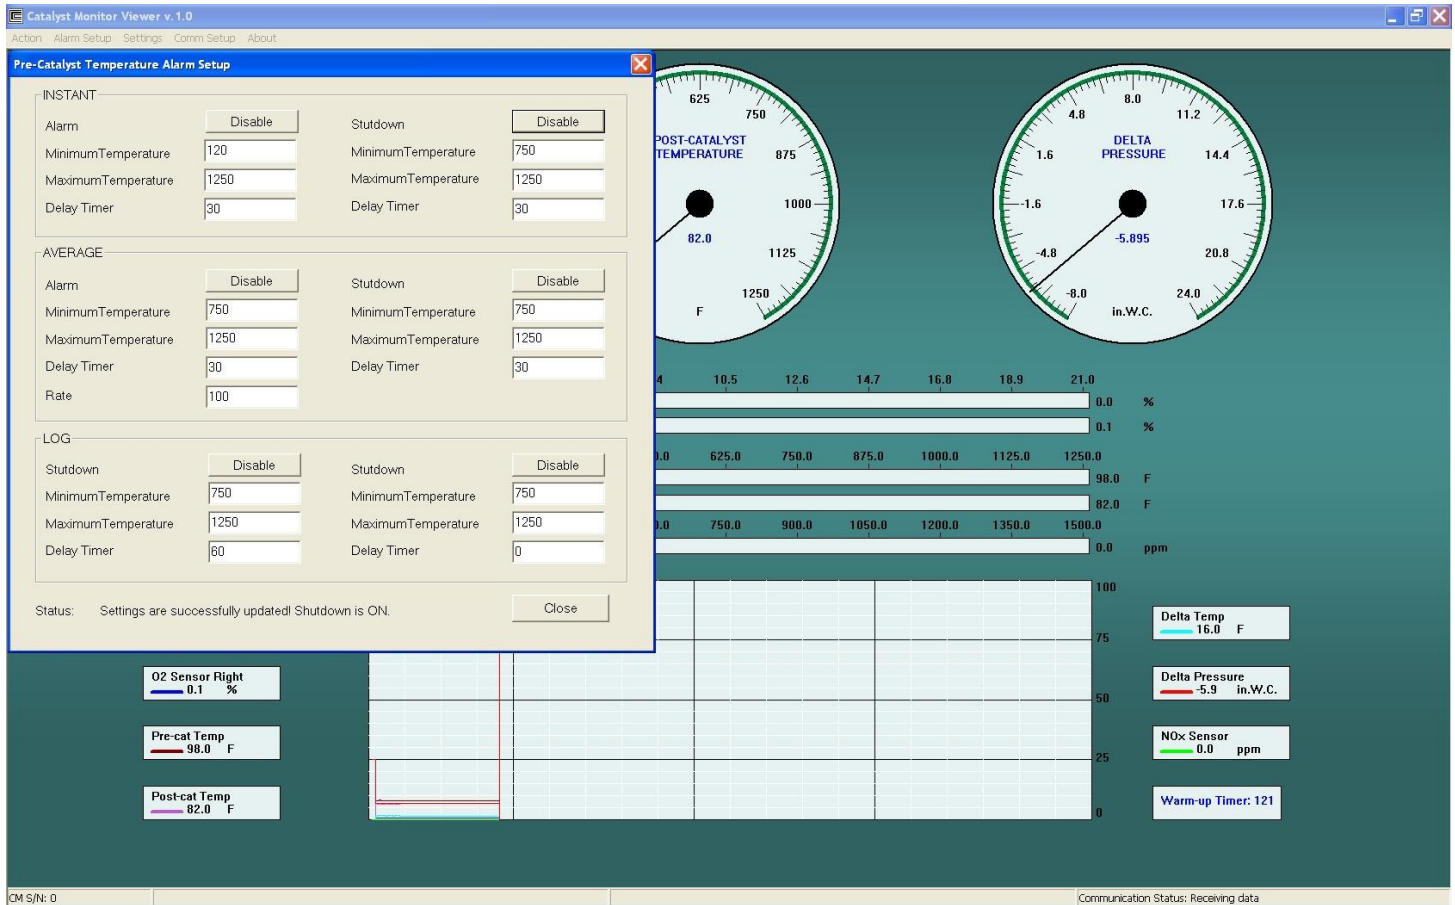 Catalyst Monitor Viewer v.1.0
Action Alarm Setup Settings Comm Setup About
Pre-Catalyst Temperature Alarm Setup
INSTANT
Alarm Disable Stutdown Disable
MinimumTemperature 120 MinimumTemperature 750
MaximumTemperature 1250 MaximumTemperature 1250
Delay Timer 30 Delay Timer 30
AVERAGE
Alarm Disable Stutdown Disable
MinimumTemperature 750 MinimumTemperature 750
MaximumTemperature 1250 MaximumTemperature 1250
Delay Timer 30 Delay Timer 30
Rate 100
LOG
Stutdown Disable Stutdown Disable
MinimumTemperature 750 MinimumTemperature 750
MaximumTemperature 1250 MaximumTemperature 1250
Delay Timer 60 Delay Timer 0
Status: Settings are successfully updated! Shutdown is ON. Close
625
750
POST-CATALYST
TEMPERATURE
875
1000
82.0
1125
1250
F
8.0
4.8 11.2
DELTA
PRESSURE
1.6 14.4
-1.6 17.6
-5.895
-4.8 20.8
-8.0 24.0
in.W.C.
10.5 12.6 14.7 16.8 18.9 21.0
0.0 %
0.1 %
625.0 750.0 875.0 1000.0 1125.0 1250.0
98.0 F
82.0 F
750.0 900.0 1050.0 1200.0 1350.0 1500.0
0.0 ppm
100
75
50
25
0
O2 Sensor Right
0.1 %
Pre-cat Temp
98.0 F
Post-cat Temp
82.0 F
Delta Temp
16.0 F
Delta Pressure
-5.9 in.W.C.
NOx Sensor
0.0 ppm
Warm-up Timer: 121
CM S/N: 0
Communication Status: Receiving data